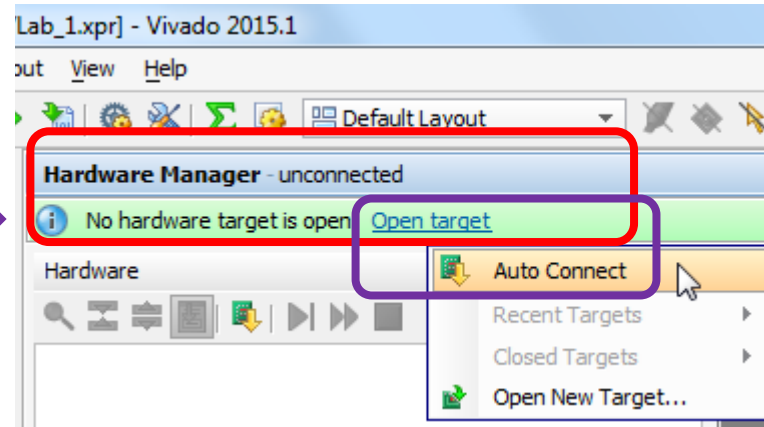 Lab_1.xpr] - Vivado 2015.1
out View Help
Default Layout
Hardware Manager - unconnected
No hardware target is open Open target
Hardware
Auto Connect
Recent Targets
Closed Targets
Open New Target...